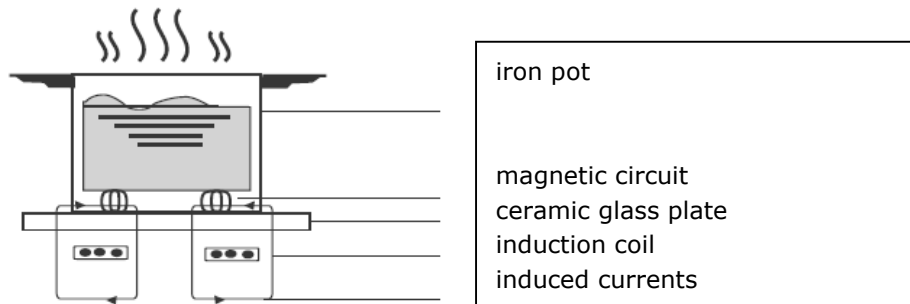 iron pot
magnetic circuit
ceramic glass plate
induction coil
induced currents